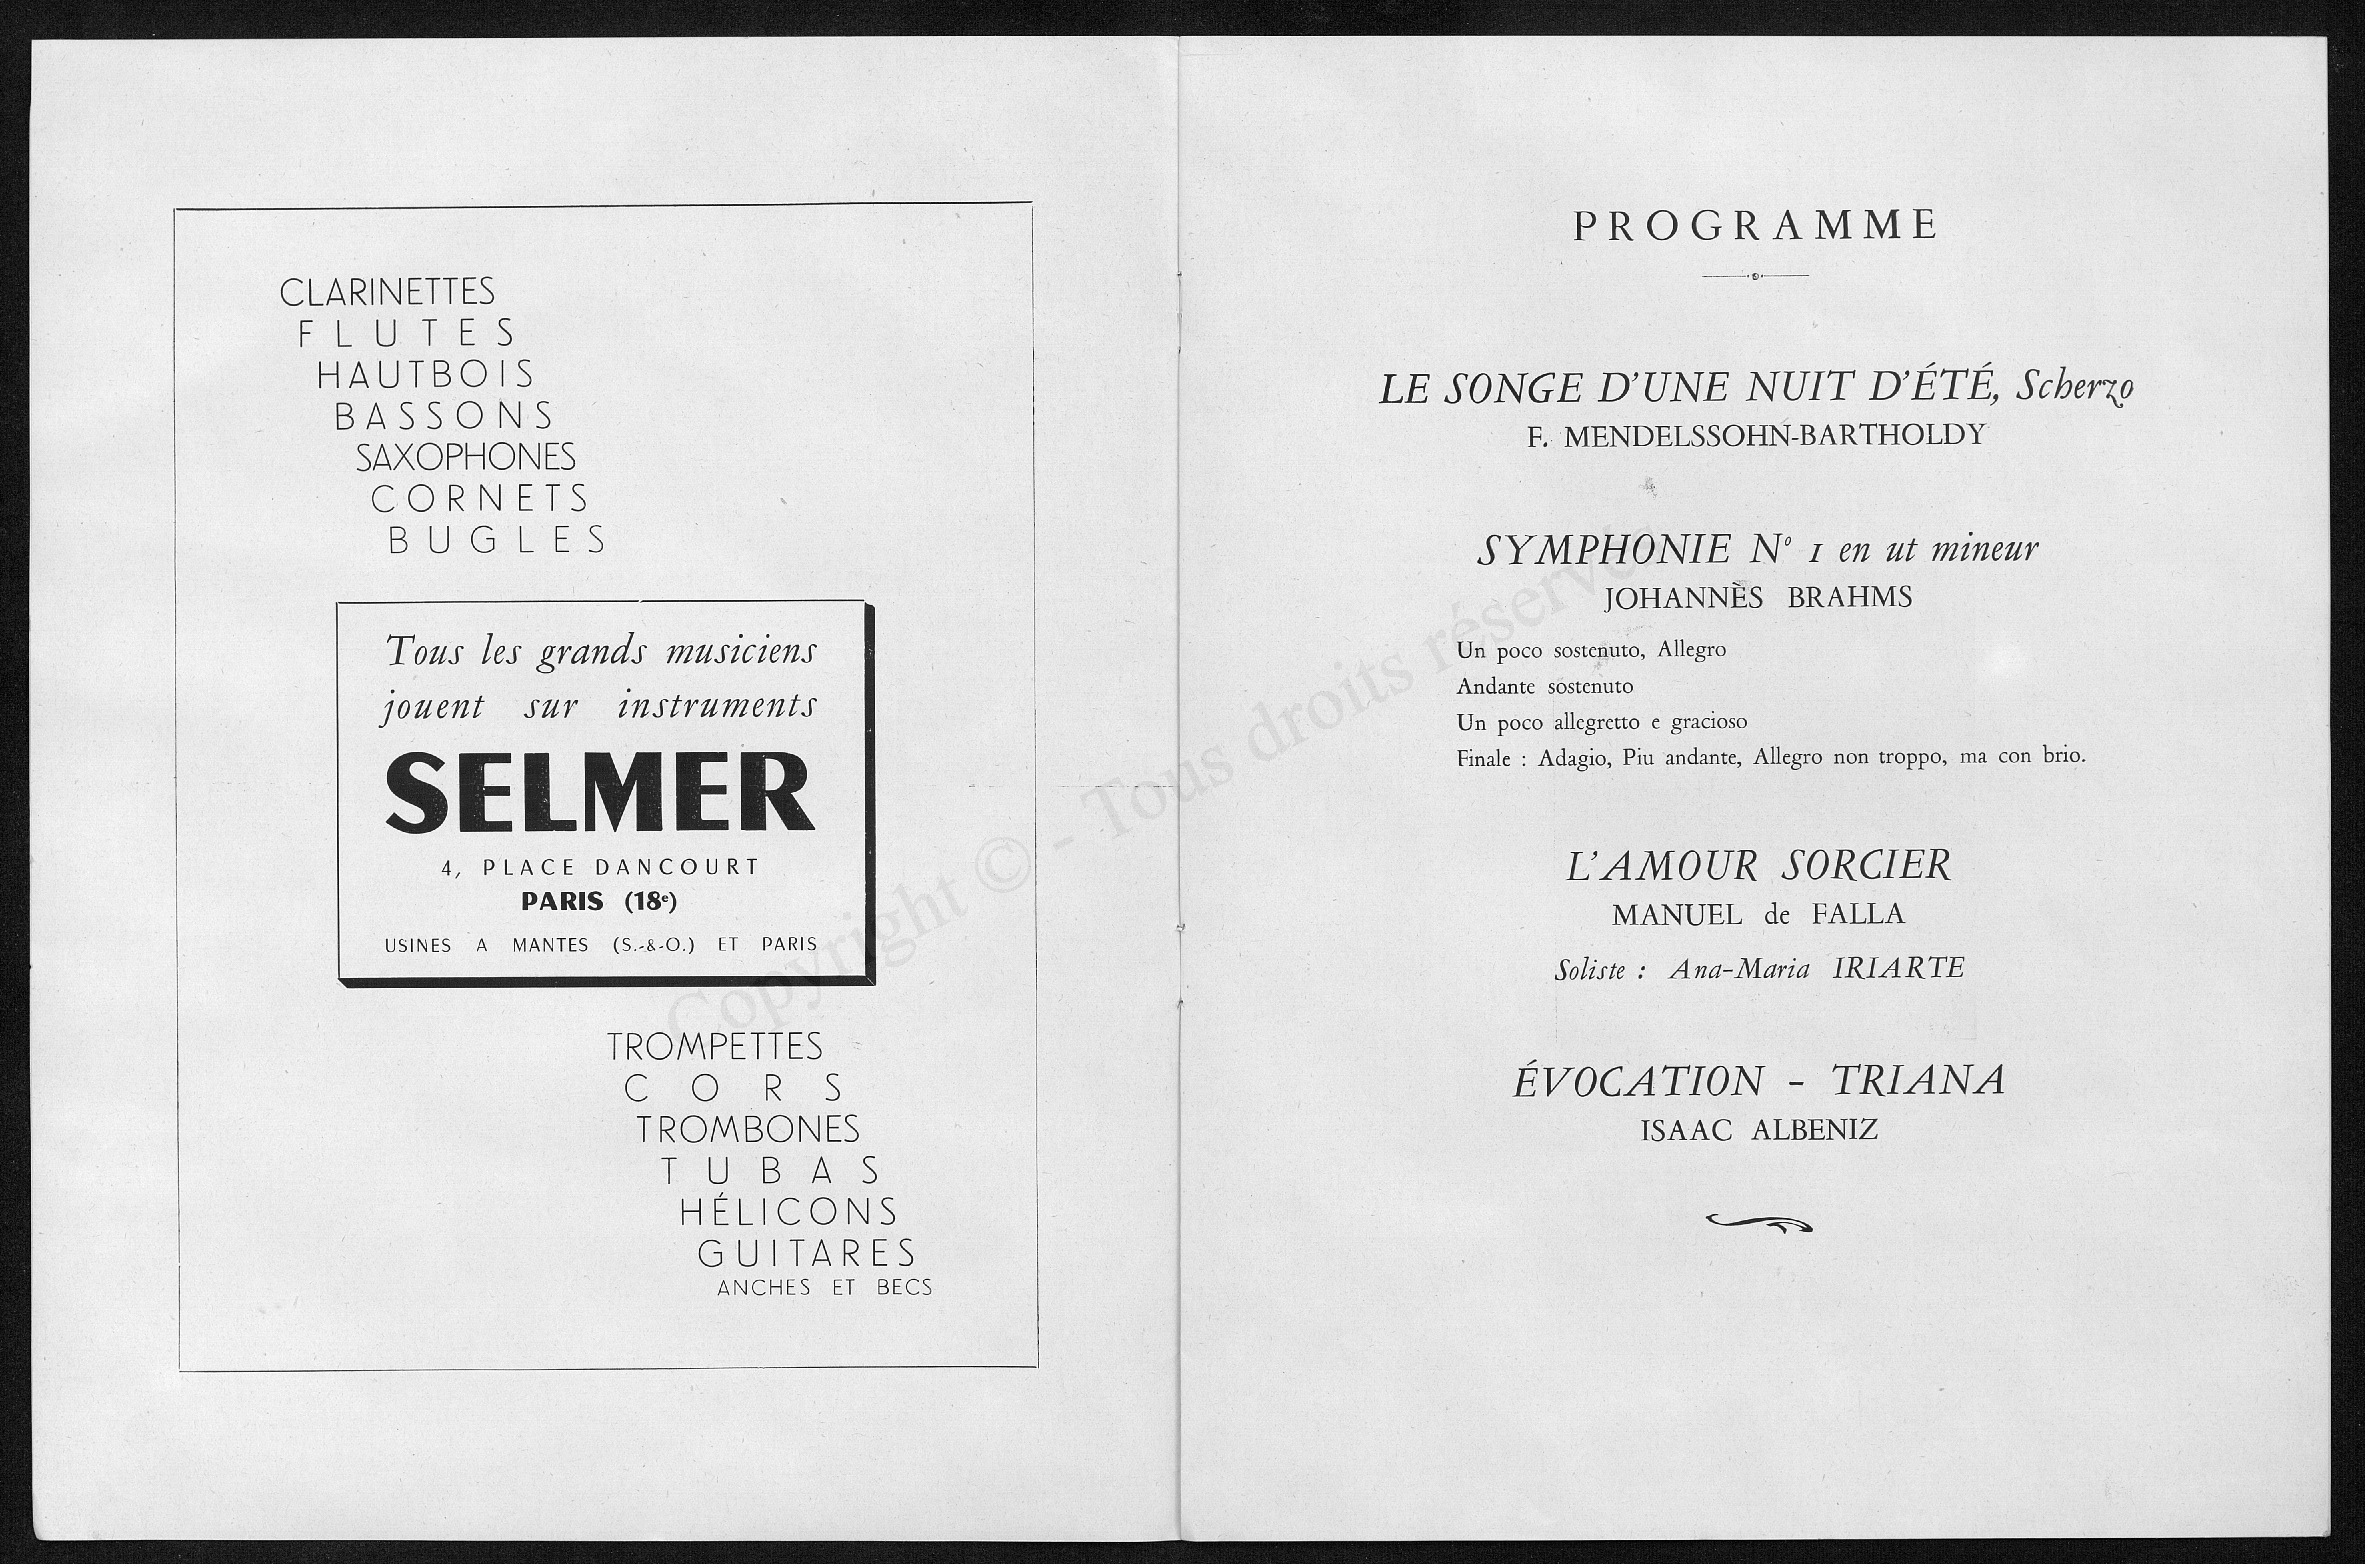 CLARINETTES
FLUTES
HAUTBOIS
BASSONS
SAXOPHONES
CORNETS
BUGLES
Tous les grands musiciens
jouent sur instruments
SELMER
4, PLACE DANCOURT
PARIS (18e)
USINES A MANTES (S.-&-O.) ET PARIS
TROMPETTES
CORS
TROMBONES
TUBAS
HÉLICONS
GUITARES
ANCHES ET BECS
PROGRAMME
LE SONGE D'UNE NUIT D'ÉTÉ, Scherzo
F. MENDELSSOHN-BARTHOLDY
SYMPHONIE N° 1 en ut mineur
JOHANNÈS BRAHMS
Un poco sostenuto, Allegro
Andante sostenuto
Un poco allegretto e gracioso
Finale : Adagio, Piu andante, Allegro non troppo, ma con brio.
L'AMOUR SORCIER
MANUEL de FALLA
Soliste : Ana-Maria IRIARTE
ÉVOCATION - TRIANA
ISAAC ALBENIZ
Copyright © - Tous droits réservés